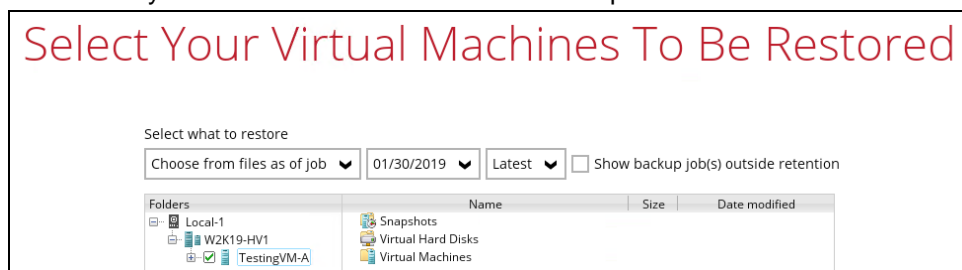 Select Your Virtual Machines To Be Restored
Select what to restore
Choose from files as of job 01/30/2019 Latest Show backup job(s) outside retention
Folders Name Size Date modified
Local-1 Snapshots
W2K19-HV1 Virtual Hard Disks
TestingVM-A Virtual Machines